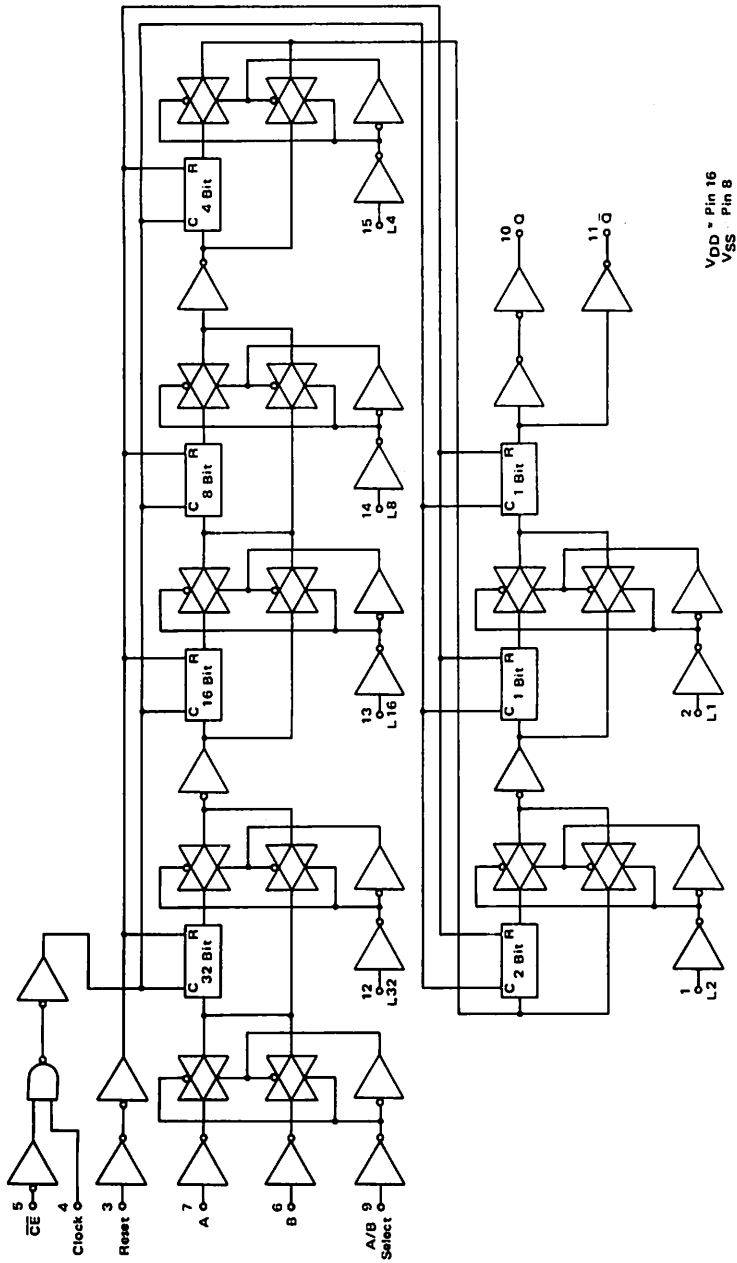 5
C̅E̅
4
Clock
3
Reset
7
A
6
B
9
A/B
Select
C
R
32 Bit
12
L32
C
R
16 Bit
13
L16
C
R
8 Bit
14
L8
C
R
4 Bit
15
L4
C
R
2 Bit
1
L2
C
R
1 Bit
2
L1
C
R
1 Bit
10 Q
11 Q̅
VDD = Pin 16
VSS Pin 8